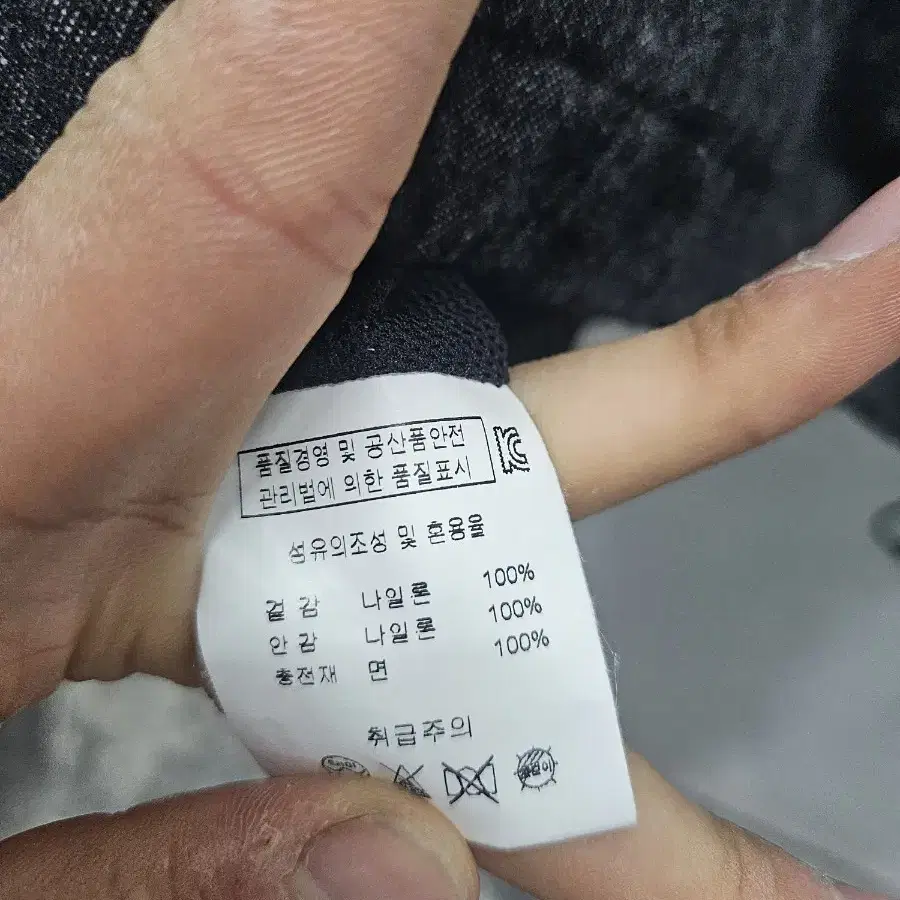 품질경영 및 공산품안전
관리법에 의한 품질표시
섬유의조성 및 혼용율
겉 감 나일론 100%
안 감 나일론 100%
충전재 면 100%
취급주의